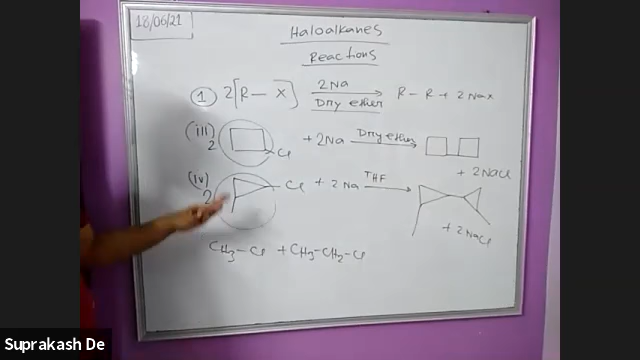 18/06/21
Haloalkanes
Reactions
① 2[R — X] 2Na Dry ether R - R + 2NaX
(iii) 2 Cl + 2Na Dry ether + 2NaCl
(iv) 2 Cl + 2Na THF + 2NaCl
CH3-Cl + CH3-CH2-Cl
Suprakash De